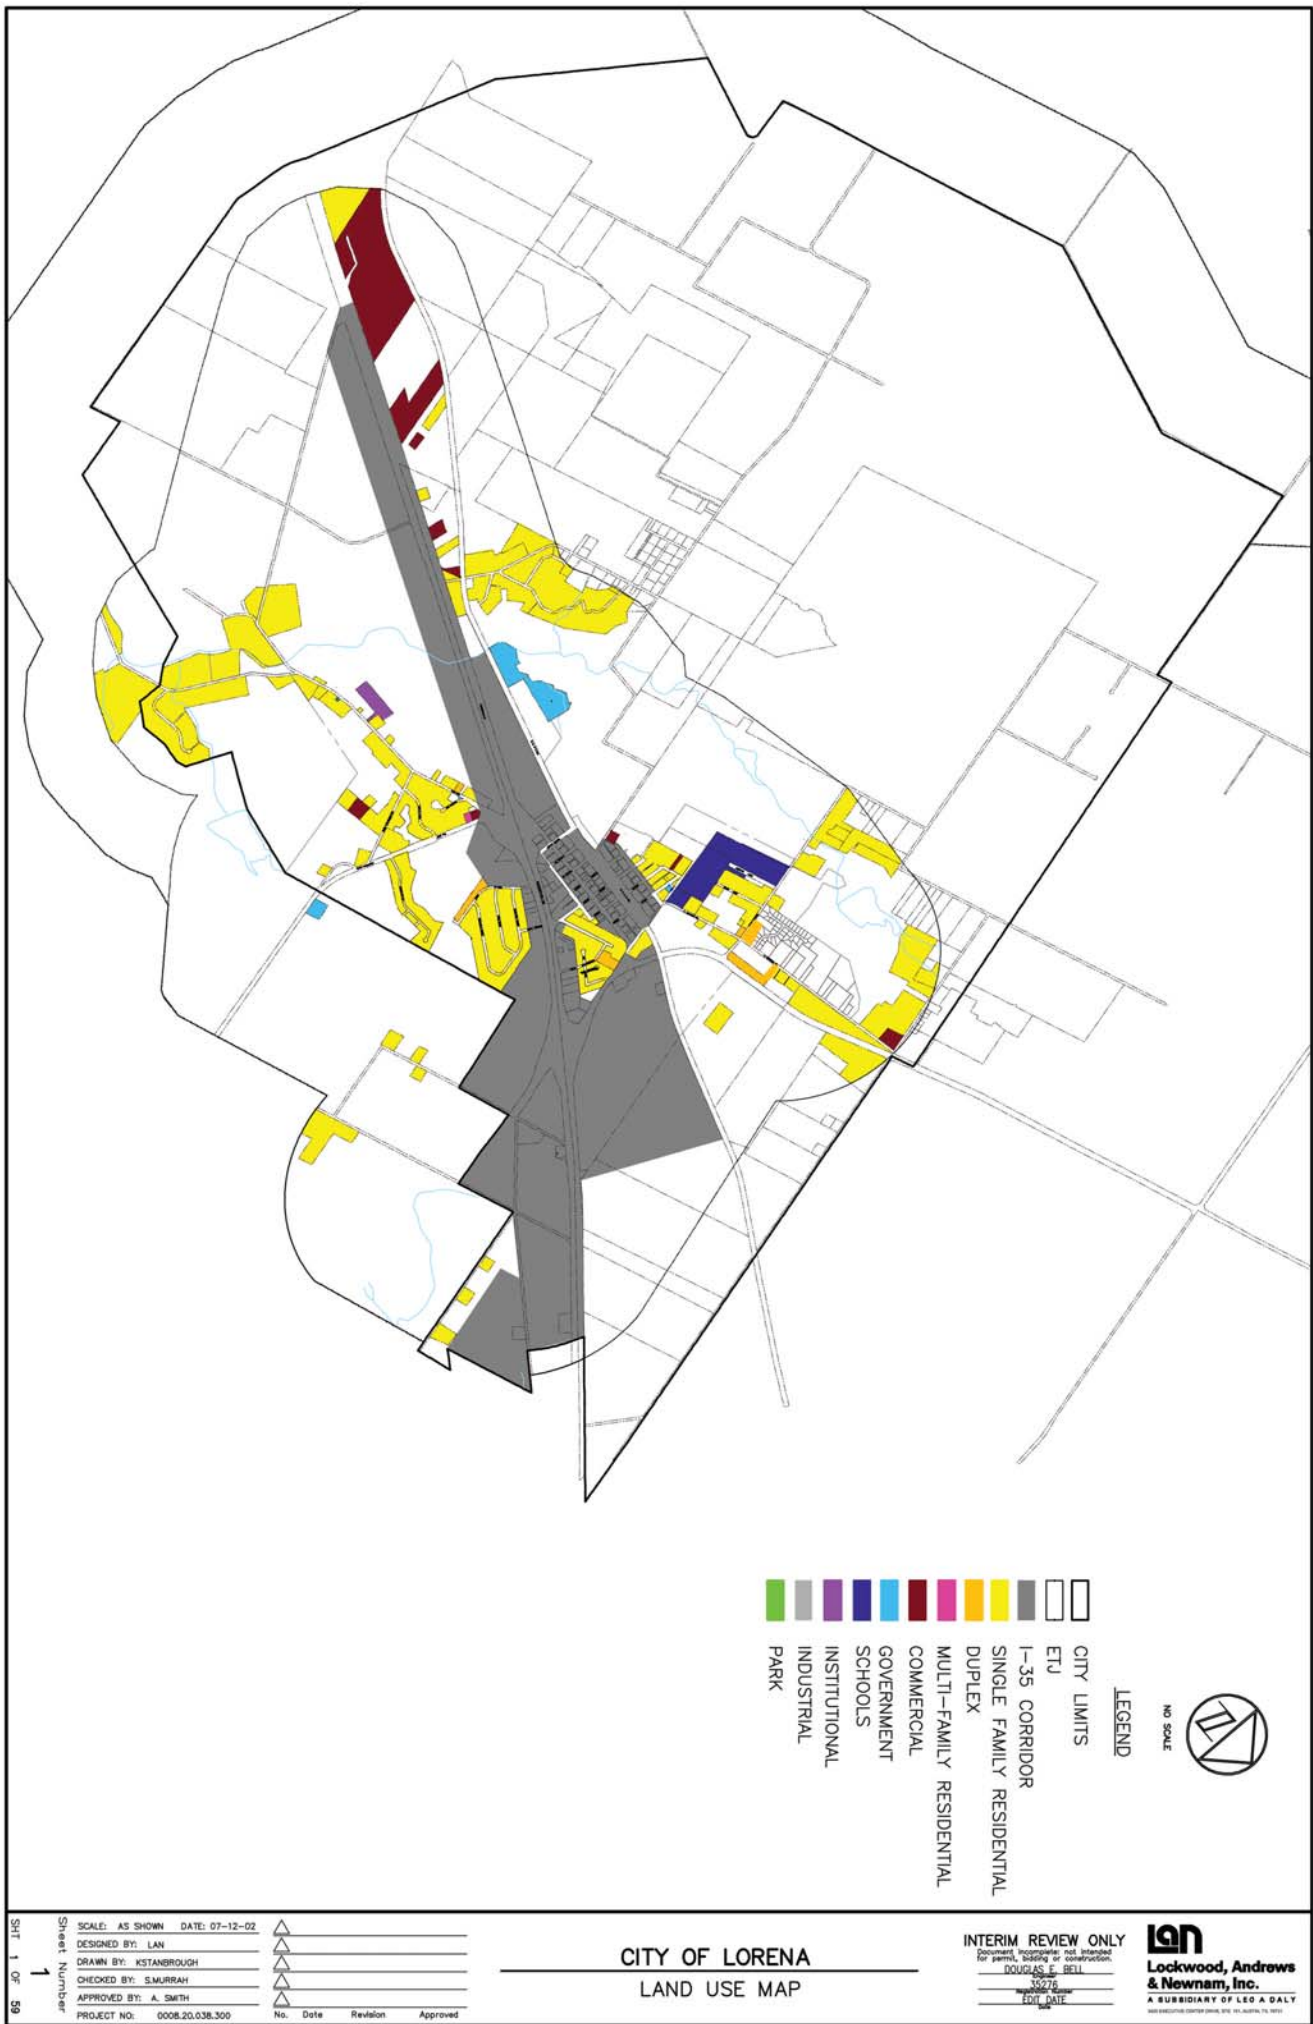 NO SCALE
LEGEND
CITY LIMITS
ETJ
I-35 CORRIDOR
SINGLE FAMILY RESIDENTIAL
DUPLEX
MULTI-FAMILY RESIDENTIAL
COMMERCIAL
GOVERNMENT
SCHOOLS
INSTITUTIONAL
INDUSTRIAL
PARK
SHT 1 OF 59
Sheet Number
1
SCALE: AS SHOWN DATE: 07-12-02
DESIGNED BY: LAN
DRAWN BY: KSTANBROUGH
CHECKED BY: S.MURRAH
APPROVED BY: A. SMITH
PROJECT NO: 0008.20.038.300
No. Date Revision Approved
CITY OF LORENA
LAND USE MAP
INTERIM REVIEW ONLY
Document incomplete: not intended
for permit, bidding or construction.
DOUGLAS E. BELL
Engineer
35276
Registration Number
EDIT DATE
Date
lan
Lockwood, Andrews
& Newnam, Inc.
A SUBSIDIARY OF LEO A DALY